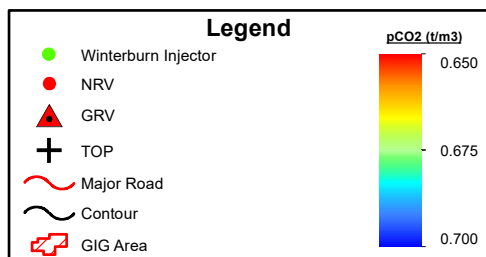 Legend
Winterburn Injector
NRV
GRV
TOP
Major Road
Contour
GIG Area
pCO2 (t/m3)
0.650
0.675
0.700